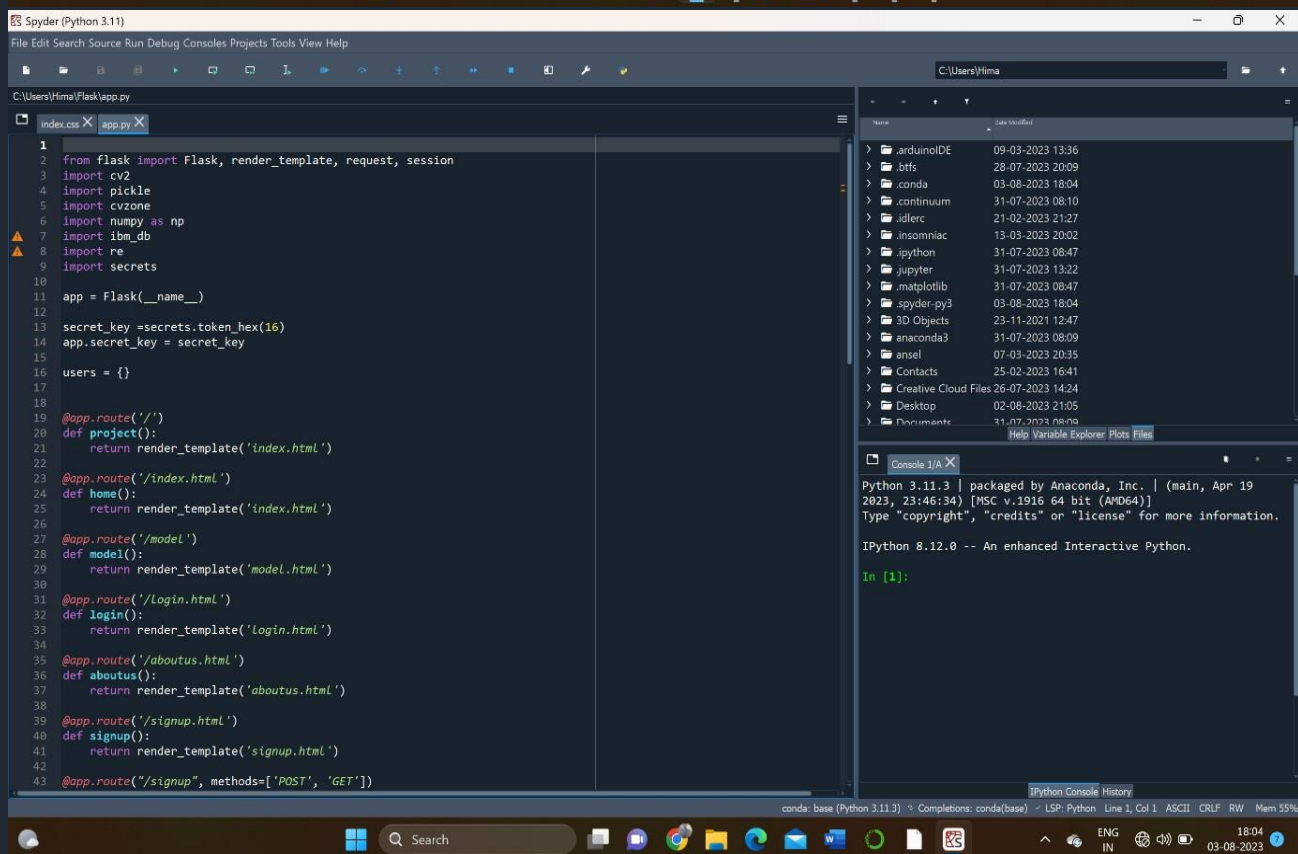 Spyder (Python 3.11)
File Edit Search Source Run Debug Consoles Projects Tools View Help
C:\Users\Hima
C:\Users\Hima\Flask\app.py
index.css
app.py
1
2 from flask import Flask, render_template, request, session
3 import cv2
4 import pickle
5 import cvzone
6 import numpy as np
7 import ibm_db
8 import re
9 import secrets
10
11 app = Flask(__name__)
12
13 secret_key =secrets.token_hex(16)
14 app.secret_key = secret_key
15
16 users = {}
17
18
19 @app.route('/')
20 def project():
21 return render_template('index.html')
22
23 @app.route('/index.html')
24 def home():
25 return render_template('index.html')
26
27 @app.route('/model')
28 def model():
29 return render_template('model.html')
30
31 @app.route('/login.html')
32 def login():
33 return render_template('login.html')
34
35 @app.route('/aboutus.html')
36 def aboutus():
37 return render_template('aboutus.html')
38
39 @app.route('/signup.html')
40 def signup():
41 return render_template('signup.html')
42
43 @app.route("/signup", methods=['POST', 'GET'])
Name Date Modified
.arduinoIDE 09-03-2023 13:36
.btfs 28-07-2023 20:09
.conda 03-08-2023 18:04
.continuum 31-07-2023 08:10
.idlerc 21-02-2023 21:27
.insomniac 13-03-2023 20:02
.ipython 31-07-2023 08:47
.jupyter 31-07-2023 13:22
.matplotlib 31-07-2023 08:47
.spyder-py3 03-08-2023 18:04
3D Objects 23-11-2021 12:47
anaconda3 31-07-2023 08:09
ansel 07-03-2023 20:35
Contacts 25-02-2023 16:41
Creative Cloud Files 26-07-2023 14:24
Desktop 02-08-2023 21:05
Documents 31-07-2023 08:09
Help Variable Explorer Plots Files
Console 1/A
Python 3.11.3 | packaged by Anaconda, Inc. | (main, Apr 19
2023, 23:46:34) [MSC v.1916 64 bit (AMD64)]
Type "copyright", "credits" or "license" for more information.
IPython 8.12.0 -- An enhanced Interactive Python.
In [1]:
IPython Console History
conda: base (Python 3.11.3) Completions: conda(base) LSP: Python Line 1, Col 1 ASCII CRLF RW Mem 55%
Search
ENG
IN
18:04
03-08-2023
7